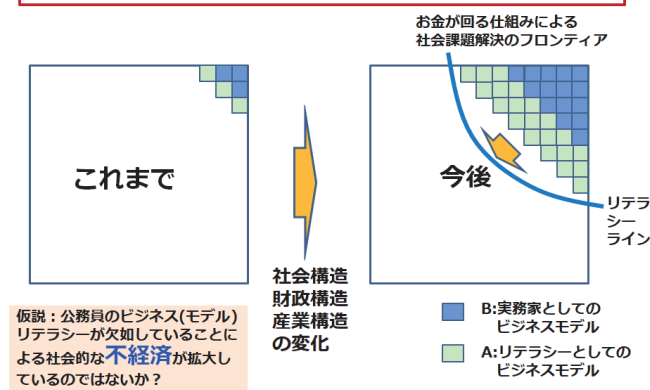 お金が回る仕組みによる
社会課題解決のフロンティア
これまで
今後
リテラ
シー
ライン
社会構造
財政構造
産業構造
の変化
仮説：公務員のビジネス(モデル)
リテラシーが欠如していることに
よる社会的な不経済が拡大し
ているのではないか？
B:実務家としての
ビジネスモデル
A:リテラシーとしての
ビジネスモデル